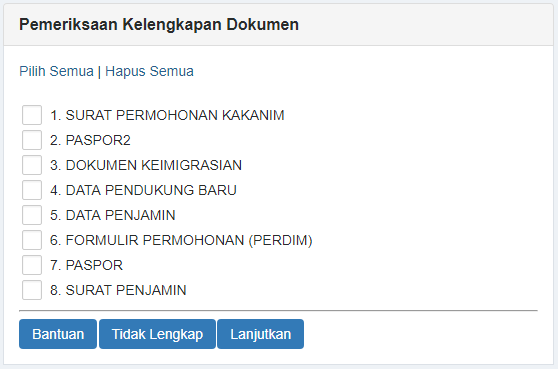 Pemeriksaan Kelengkapan Dokumen
Pilih Semua | Hapus Semua
1. SURAT PERMOHONAN KAKANIM
2. PASPOR2
3. DOKUMEN KEIMIGRASIAN
4. DATA PENDUKUNG BARU
5. DATA PENJAMIN
6. FORMULIR PERMOHONAN (PERDIM)
7. PASPOR
8. SURAT PENJAMIN
Bantuan Tidak Lengkap Lanjutkan